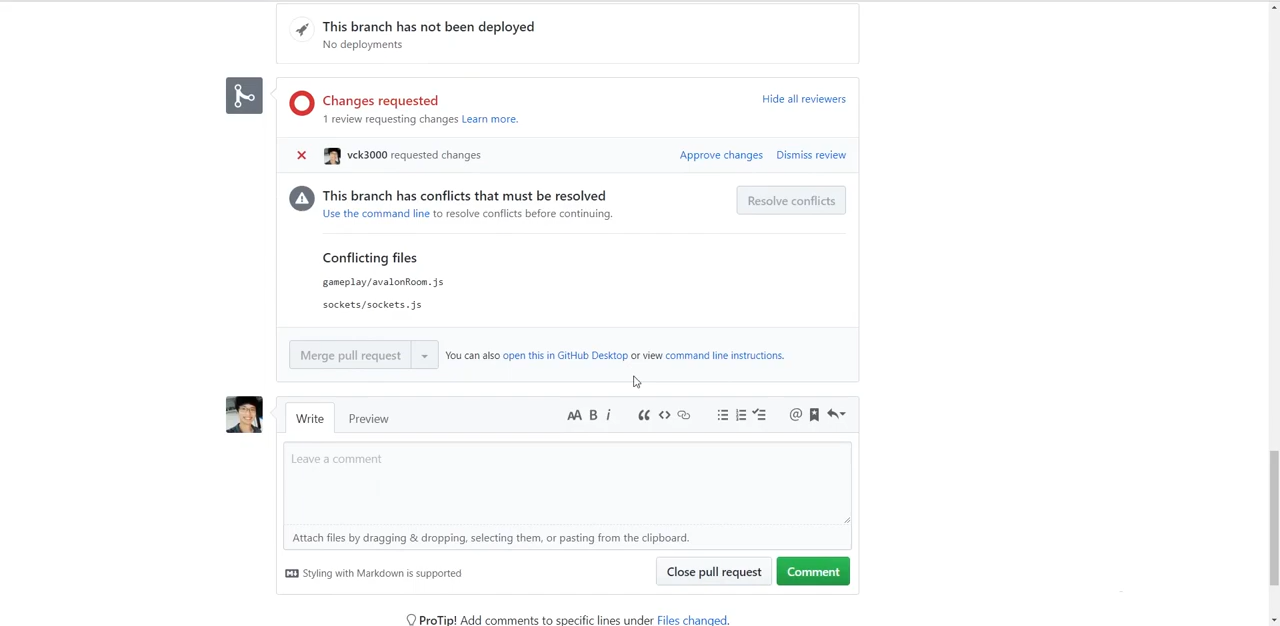 This branch has not been deployed
No deployments
Changes requested
Hide all reviewers
1 review requesting changes Learn more.
vck3000 requested changes
Approve changes
Dismiss review
This branch has conflicts that must be resolved
Resolve conflicts
Use the command line to resolve conflicts before continuing.
Conflicting files
gameplay/avalonRoom.js
sockets/sockets.js
Merge pull request
You can also open this in GitHub Desktop or view command line instructions.
Write
Preview
Leave a comment
Attach files by dragging & dropping, selecting them, or pasting from the clipboard.
Styling with Markdown is supported
Close pull request
Comment
ProTip! Add comments to specific lines under Files changed.